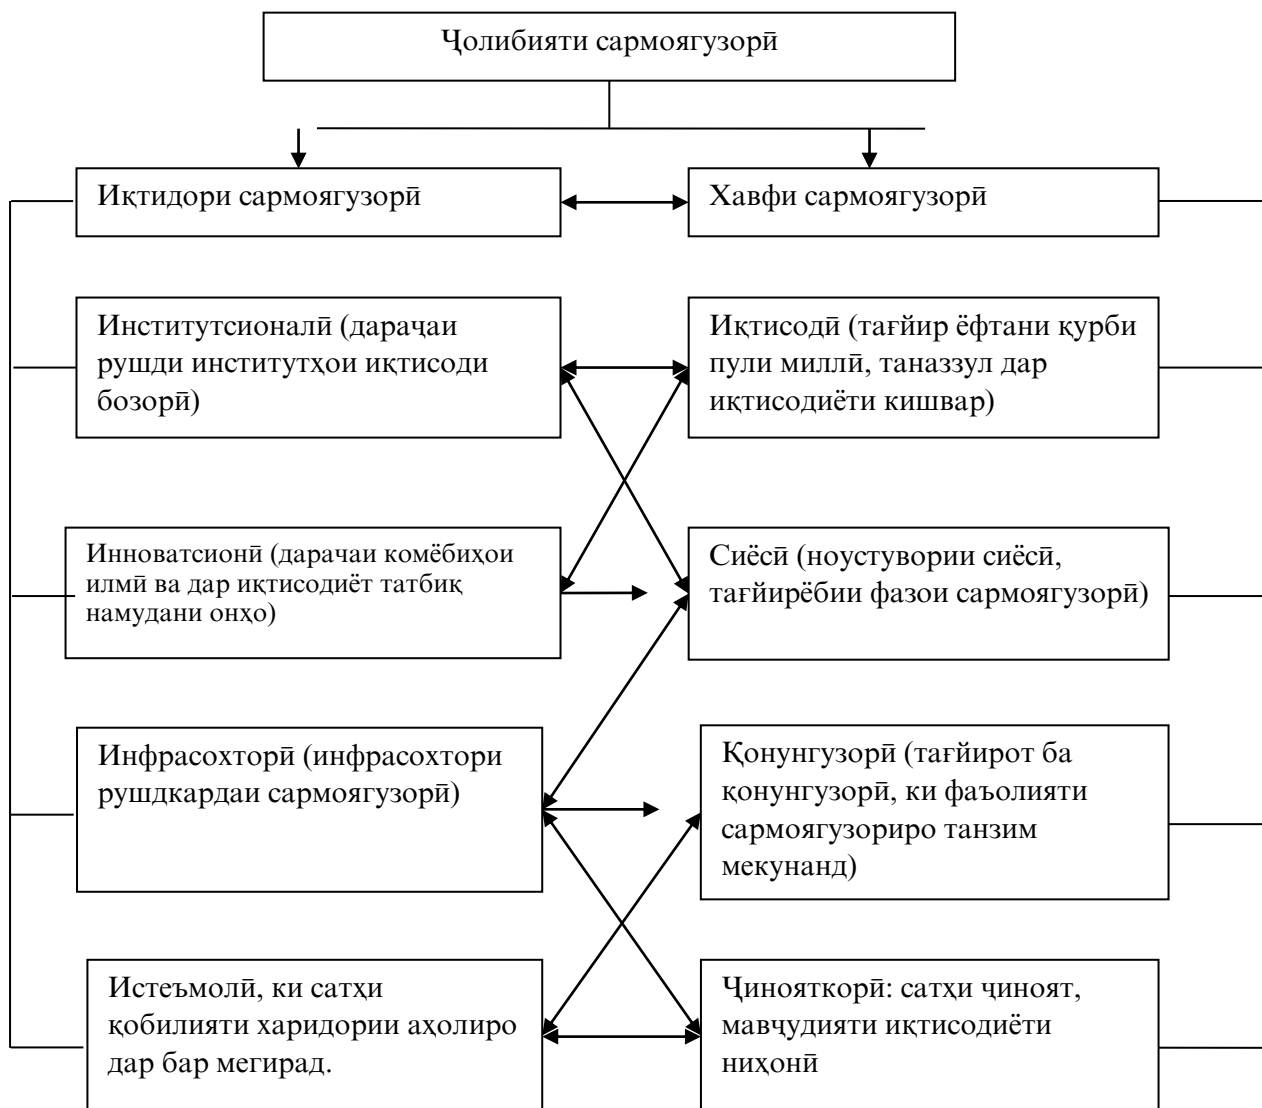 Ҷолибияти сармоягузорӣ
Иқтидори сармоягузорӣ
Хавфи сармоягузорӣ
Институтсионалӣ (дараҷаи
рушди институтҳои иқтисоди
бозорӣ)
Иқтисодӣ (тағйир ёфтани қурби
пули миллӣ, таназзул дар
иқтисодиёти кишвар)
Инноватсионӣ (дарачаи комёбиҳои
илмӣ ва дар иқтисодиёт татбиқ
намудани онҳо)
Сиёсӣ (ноустувории сиёсӣ,
тағйирёбии фазои сармоягузорӣ)
Инфрасохторӣ (инфрасохтори
рушдкардаи сармоягузорӣ)
Қонунгузорӣ (тағйирот ба
қонунгузорӣ, ки фаъолияти
сармоягузориро танзим
мекунанд)
Истеъмолӣ, ки сатҳи
қобилияти харидории аҳолиро
дар бар мегирад.
Ҷинояткорӣ: сатҳи ҷиноят,
мавҷудияти иқтисодиёти
ниҳонӣ